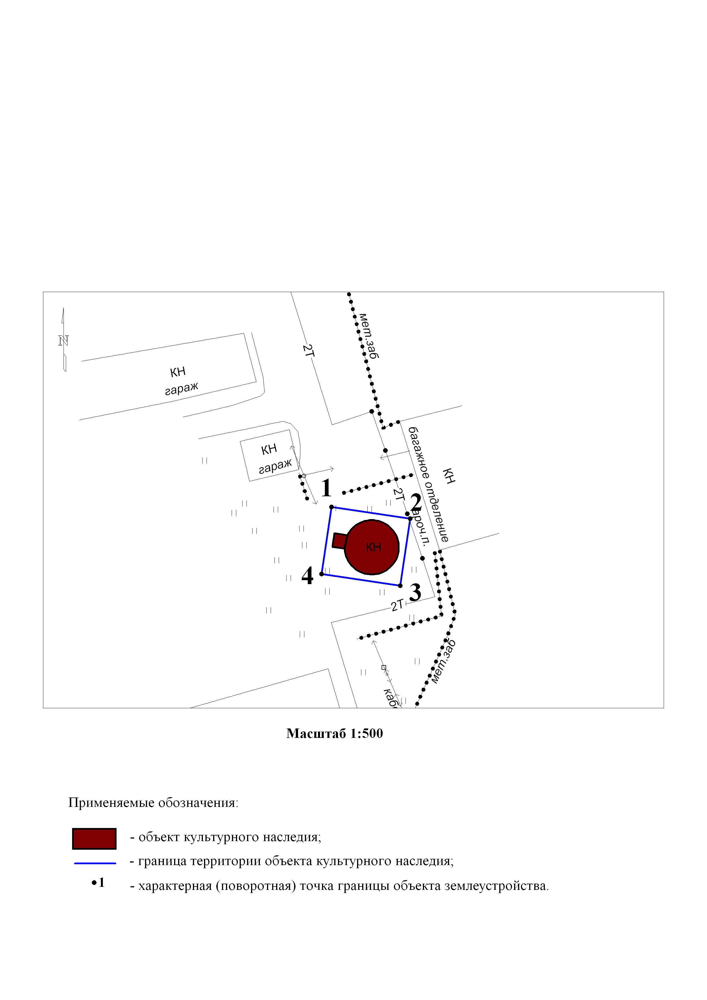 мет.заб
N
2Т
КН
гараж
багажное отделение
КН
гараж
КН
1
2Т
2
ароч.п.
КН
4
3
2Т
мет.заб
каб
Масштаб 1:500
Применяемые обозначения:
- объект культурного наследия;
- граница территории объекта культурного наследия;
1 - характерная (поворотная) точка границы объекта землеустройства.